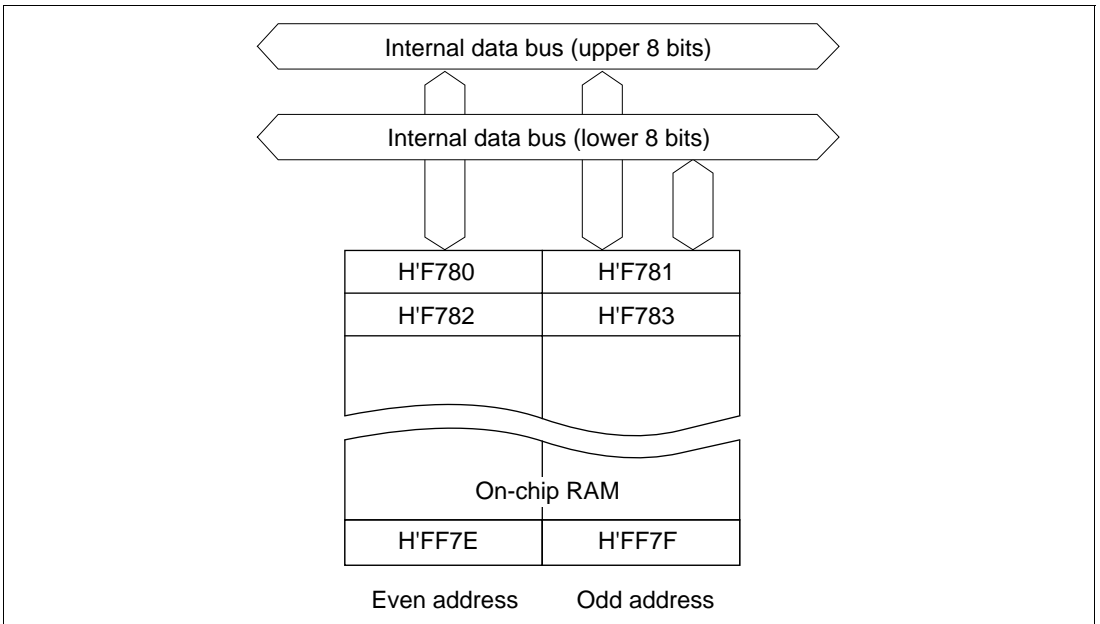 Internal data bus (upper 8 bits)
Internal data bus (lower 8 bits)
H'F780 H'F781
H'F782 H'F783
On-chip RAM
H'FF7E H'FF7F
Even address Odd address